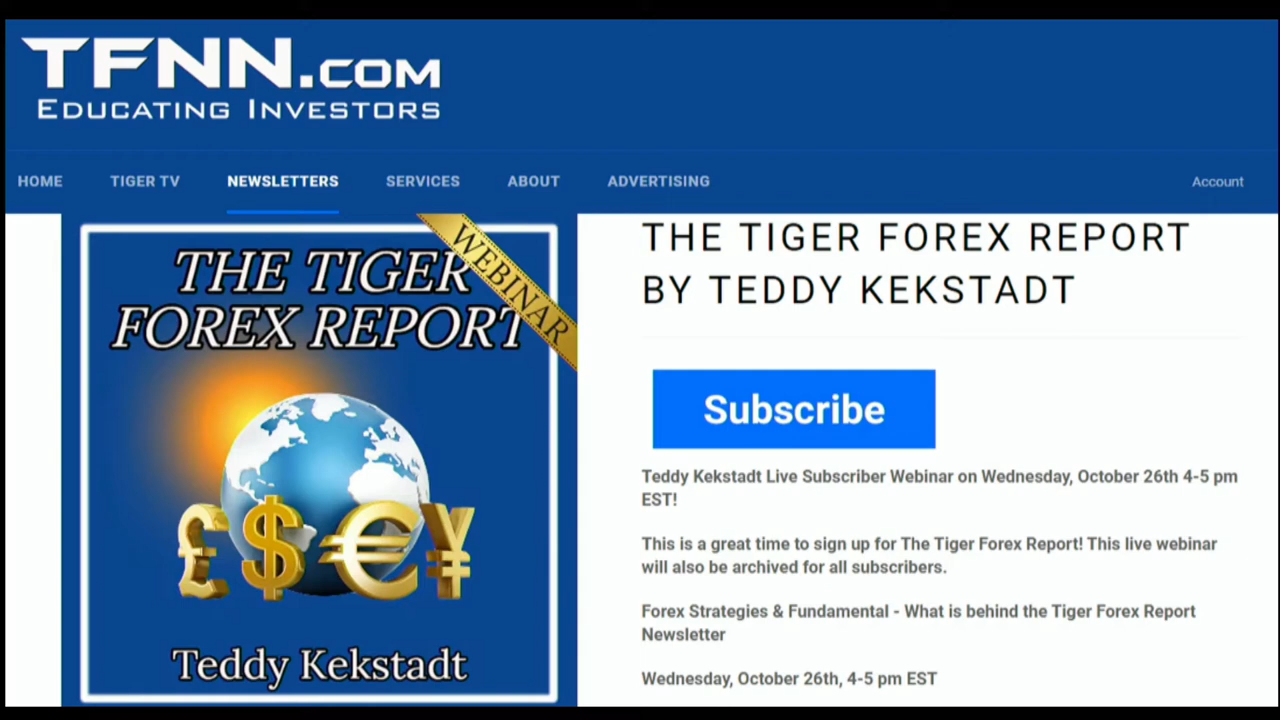 TFNN.COM
EDUCATING INVESTORS
HOME TIGER TV NEWSLETTERS SERVICES ABOUT ADVERTISING Account
THE TIGER
FOREX REPORT
WEBINAR
£$€¥
Teddy Kekstadt
THE TIGER FOREX REPORT
BY TEDDY KEKSTADT
Subscribe
Teddy Kekstadt Live Subscriber Webinar on Wednesday, October 26th 4-5 pm
EST!
This is a great time to sign up for The Tiger Forex Report! This live webinar
will also be archived for all subscribers.
Forex Strategies & Fundamental - What is behind the Tiger Forex Report
Newsletter
Wednesday, October 26th, 4-5 pm EST